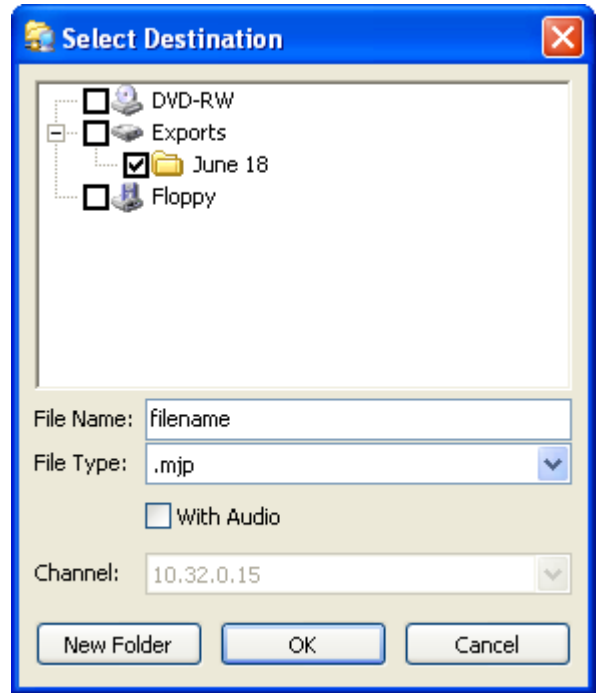 Select Destination
DVD-RW
Exports
June 18
Floppy
File Name: filename
File Type: .mjp
With Audio
Channel: 10.32.0.15
New Folder OK Cancel